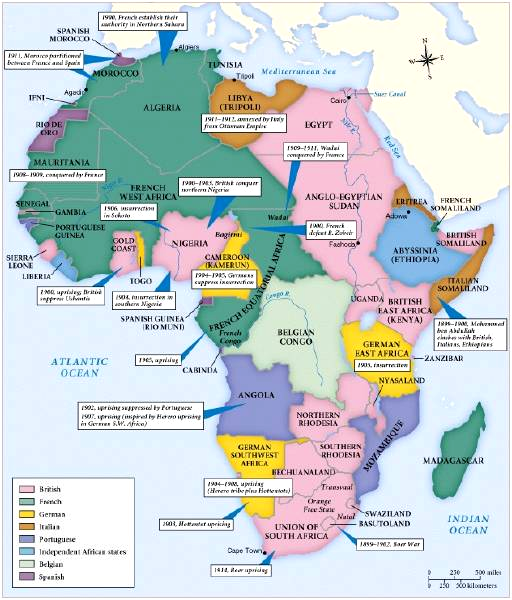 1900, French establish their
authority in Northern Sahara
SPANISH
MOROCCO
1911, Morocco partitioned
between France and Spain
MOROCCO
Algiers
TUNISIA
Tripoli
Mediterranean Sea
N
W
E
S
Agadir
IFNI
ALGERIA
LIBYA
(TRIPOLI)
1911–1912, annexed by Italy
from Ottoman Empire
Cairo
Suez Canal
EGYPT
Nile R.
Red Sea
RIO DE
ORO
MAURITANIA
1908–1909, conquered by France
1909–1911, Wadai
conquered by France
FRENCH
WEST AFRICA
Niger R.
1900–1903, British conquer
northern Nigeria
ANGLO-EGYPTIAN
SUDAN
ERITREA
Adowa
FRENCH
SOMALILAND
SENEGAL
GAMBIA
PORTUGUESE
GUINEA
1906, insurrection
in Sokoto
Wadai
Bagirmi
1900, French
defeat R. Zobeir
Fashoda
BRITISH
SOMALILAND
ABYSSINIA
(ETHIOPIA)
SIERRA
LEONE
LIBERIA
GOLD
COAST
TOGO
NIGERIA
CAMEROON
(KAMERUN)
1904–1905, Germans
suppress insurrection
FRENCH EQUATORIAL AFRICA
1900, uprising; British
suppress Ashantis
1904, insurrection in
southern Nigeria
SPANISH GUINEA
(RIO MUNI)
French
Congo
Congo R.
UGANDA
BRITISH
EAST AFRICA
(KENYA)
ITALIAN
SOMALILAND
1899–1900, Mohammed
ben Abdullah
clashes with British,
Italians, Ethiopians
1905, uprising
CABINDA
BELGIAN
CONGO
GERMAN
EAST AFRICA
1905, insurrection
ZANZIBAR
NYASALAND
ATLANTIC
OCEAN
1902, uprising suppressed by Portuguese
1907, uprising (inspired by Herero uprising
in German S.W. Africa)
ANGOLA
NORTHERN
RHODESIA
MOZAMBIQUE
MADAGASCAR
GERMAN
SOUTHWEST
AFRICA
SOUTHERN
RHODESIA
BECHUANALAND
1904–1908, uprising
(Herero tribe plus Hottentots)
Transvaal
Orange
Free State
Natal
SWAZILAND
BASUTOLAND
1903, Hottentot uprising
UNION OF
SOUTH AFRICA
1899–1902, Boer War
Cape Town
1914, Boer uprising
INDIAN
OCEAN
British
French
German
Italian
Portuguese
Independent African states
Belgian
Spanish
0 250 500 miles
0 250 500 kilometers